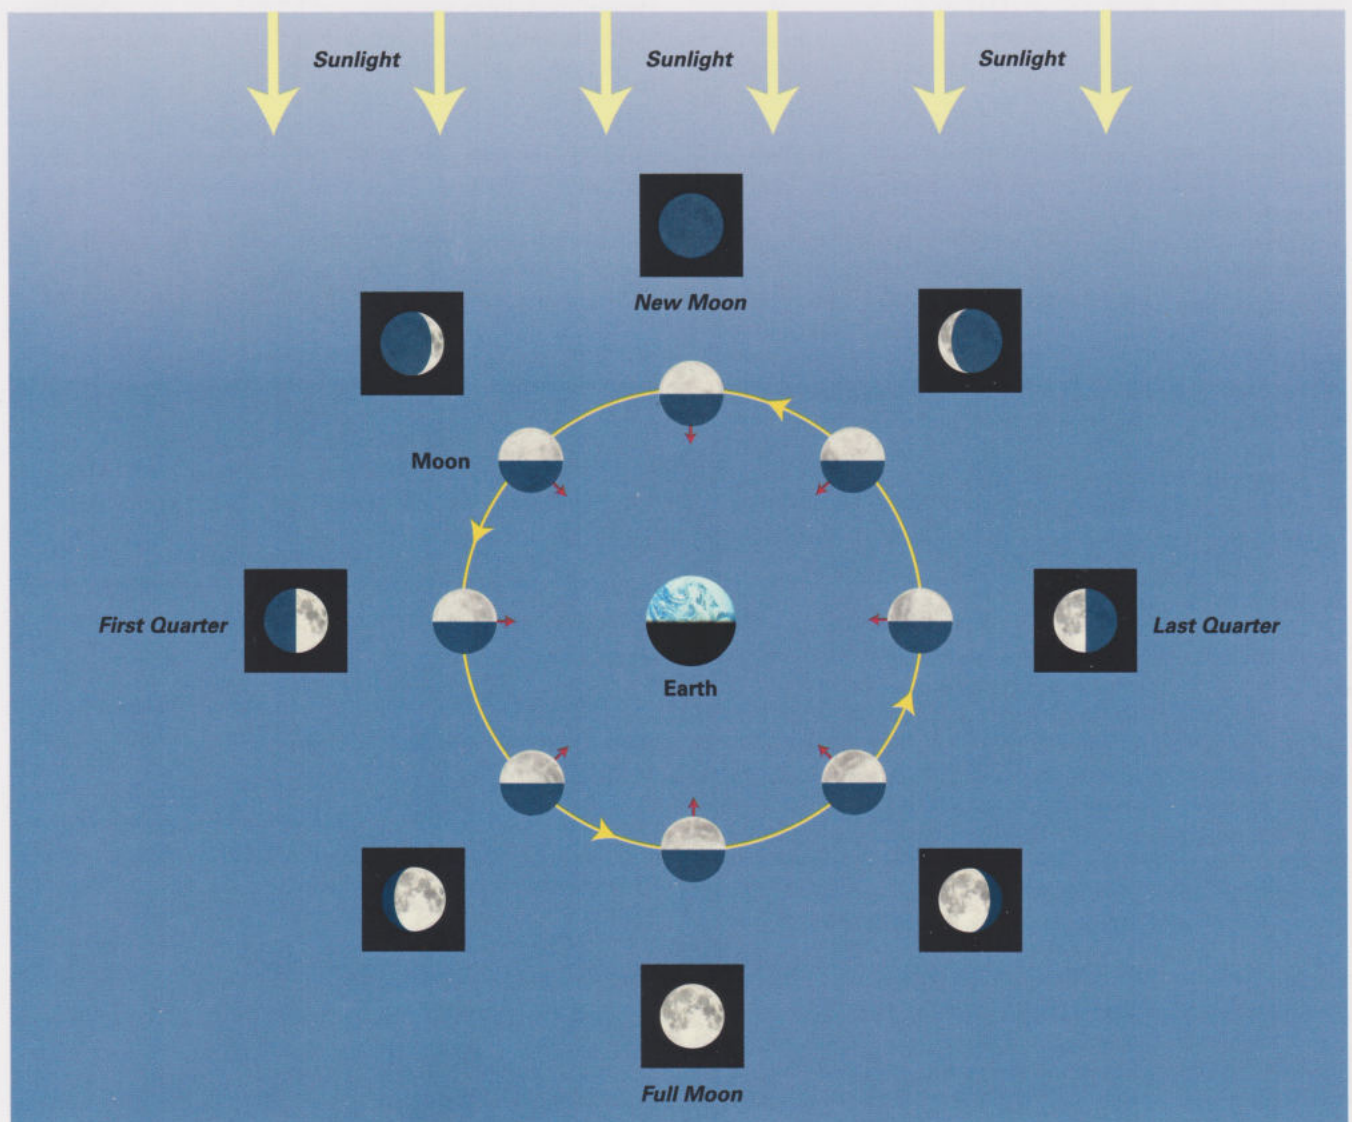 Sunlight
Sunlight
Sunlight
New Moon
Moon
First Quarter
Last Quarter
Earth
Full Moon